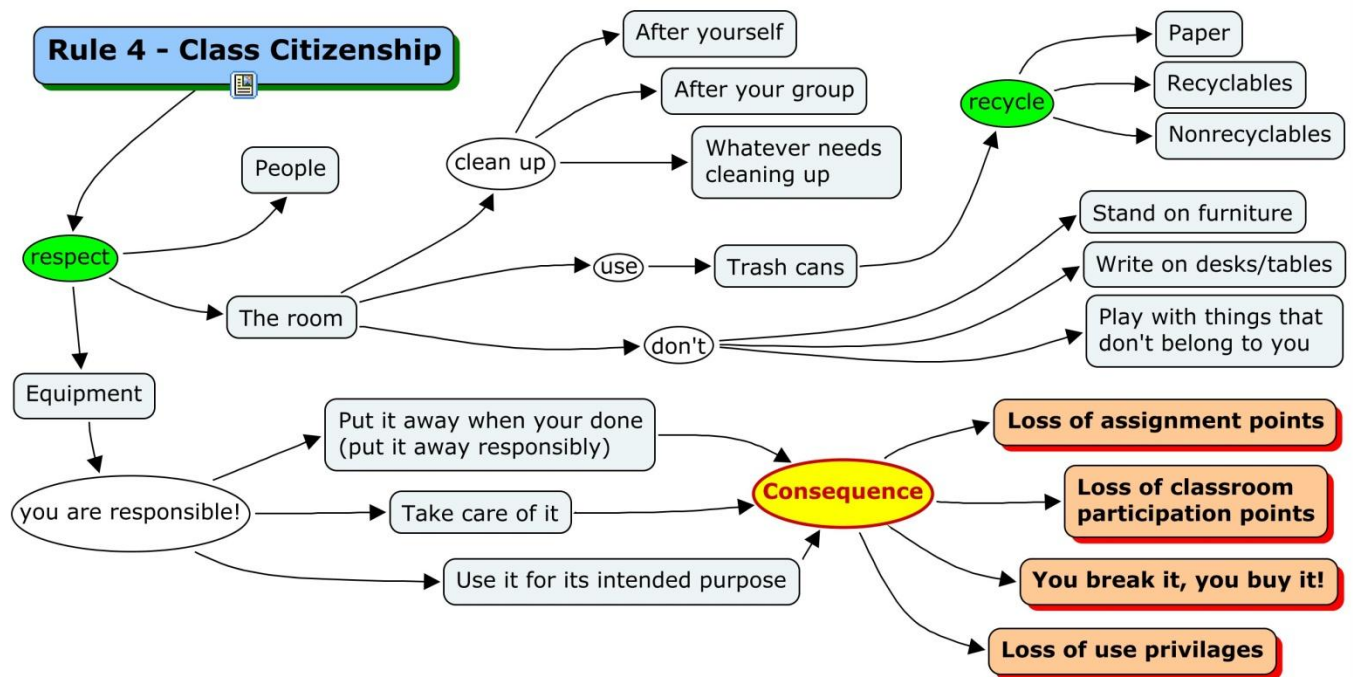 Rule 4 - Class Citizenship
respect
People
The room
clean up
After yourself
After your group
Whatever needs
cleaning up
use
Trash cans
recycle
Paper
Recyclables
Nonrecyclables
don't
Stand on furniture
Write on desks/tables
Play with things that
don't belong to you
Equipment
you are responsible!
Put it away when your done
(put it away responsibly)
Take care of it
Use it for its intended purpose
Consequence
Loss of assignment points
Loss of classroom
participation points
You break it, you buy it!
Loss of use privilages